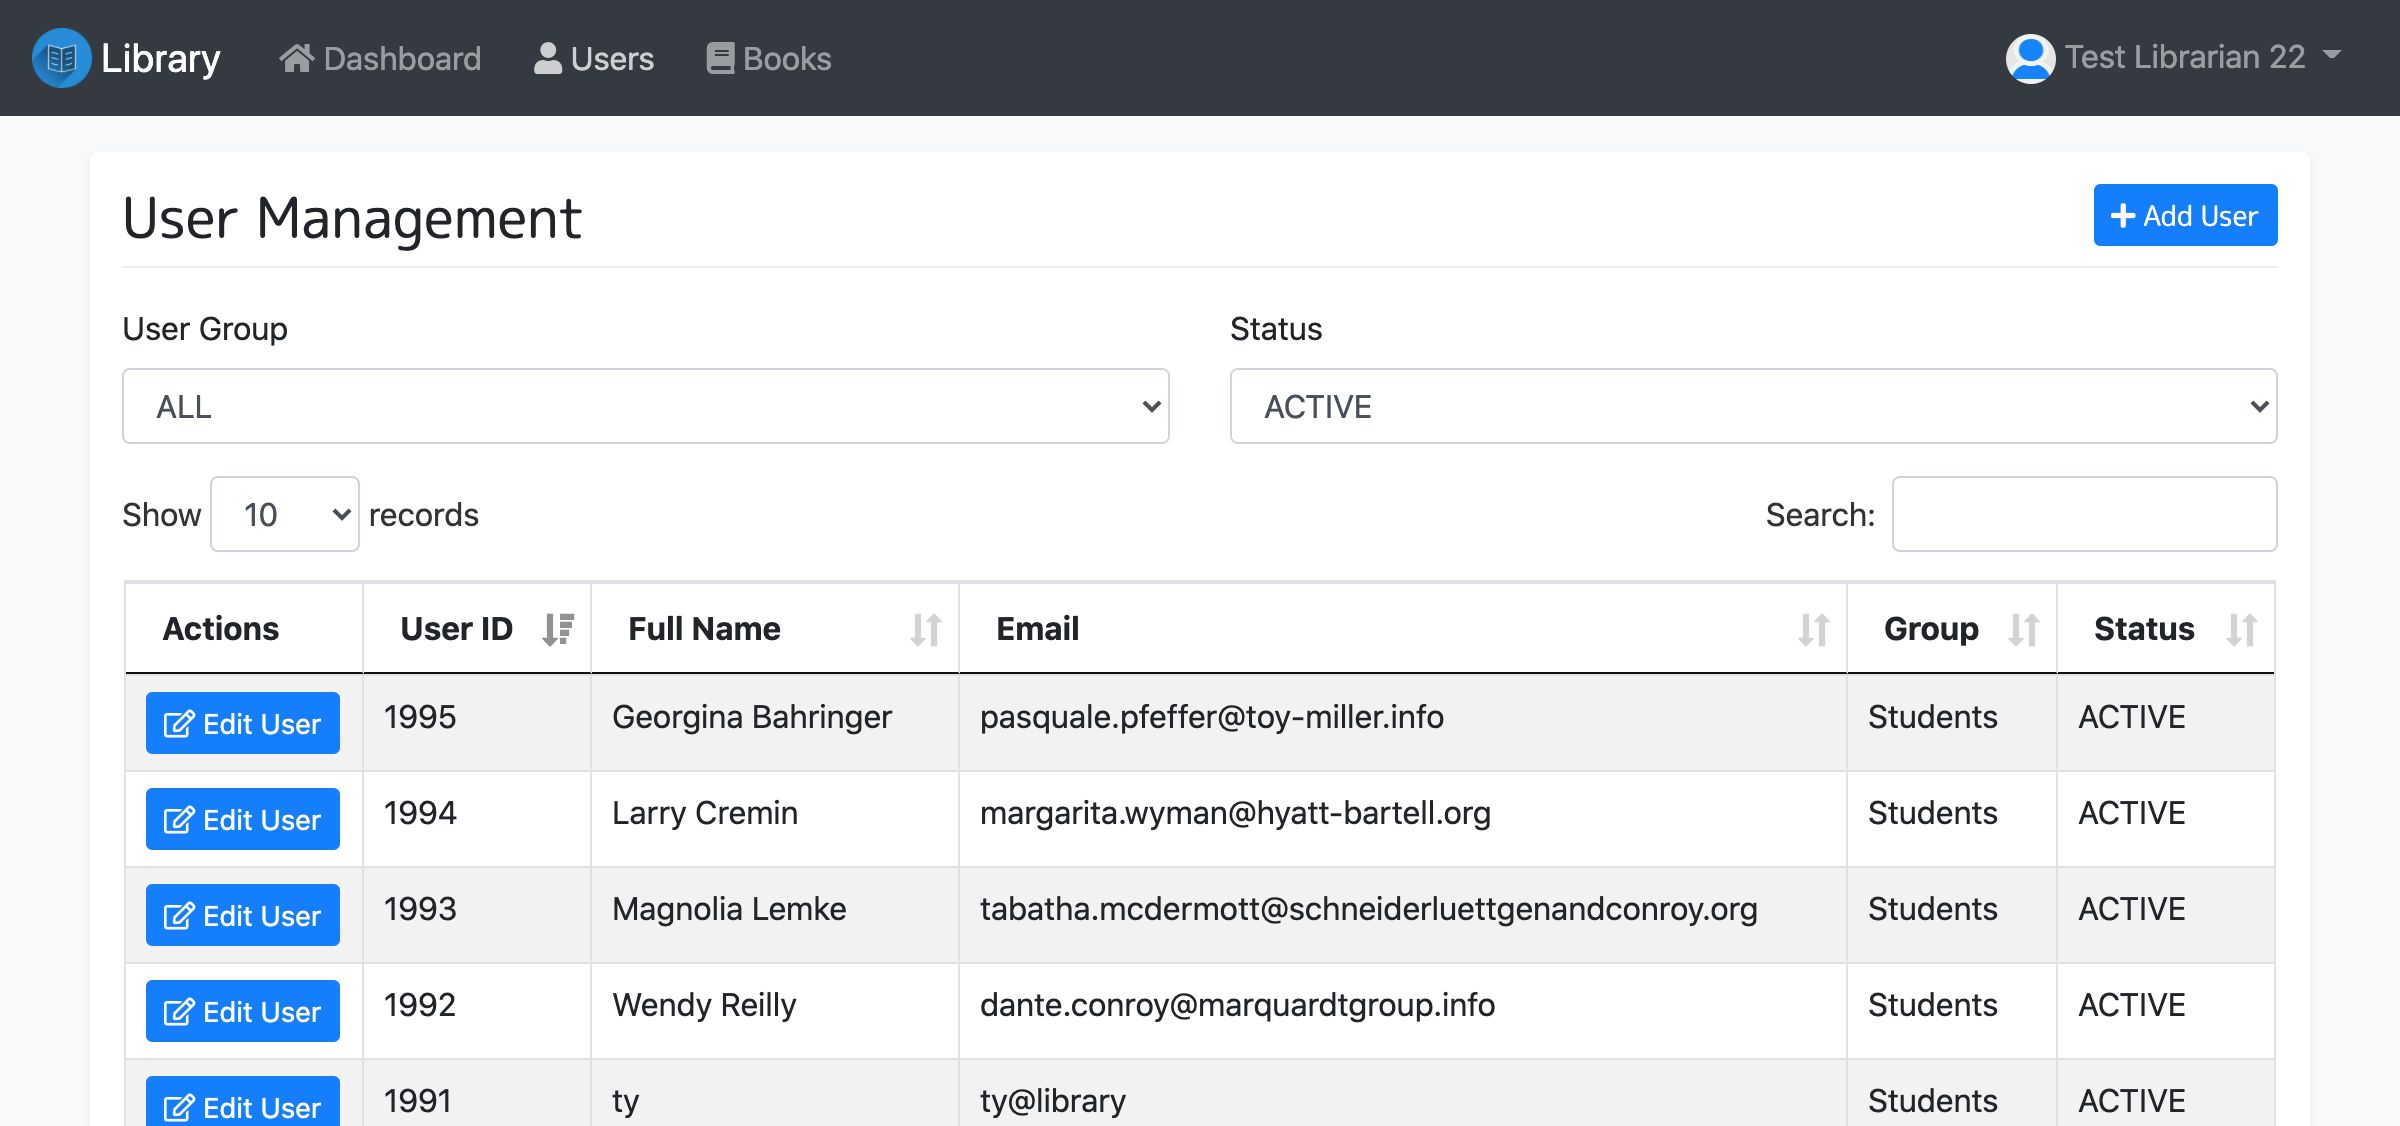 Library Dashboard Users Books Test Librarian 22
User Management Add User
User Group Status
ALL ACTIVE
Show 10 records Search:
Actions User ID Full Name Email Group Status
Edit User 1995 Georgina Bahringer pasquale.pfeffer@toy-miller.info Students ACTIVE
Edit User 1994 Larry Cremin margarita.wyman@hyatt-bartell.org Students ACTIVE
Edit User 1993 Magnolia Lemke tabatha.mcdermott@schneiderluettgenandconroy.org Students ACTIVE
Edit User 1992 Wendy Reilly dante.conroy@marquardtgroup.info Students ACTIVE
Edit User 1991 ty ty@library Students ACTIVE